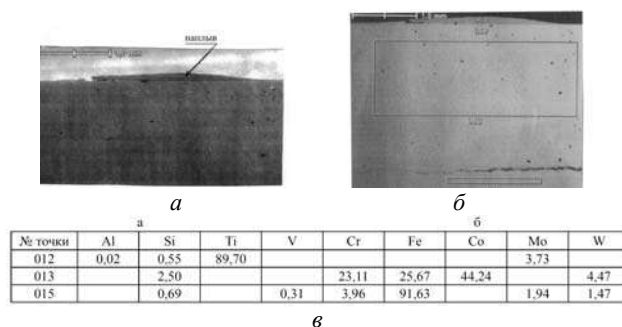 наплыв
а
б
а б
№ точки Al Si Ti V Cr Fe Co Mo W
012 0,02 0,55 89,70 3,73
013 2,50 23,11 25,67 44,24 4,47
015 0,69 0,31 3,96 91,63 1,94 1,47
в